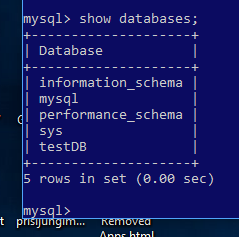 mysql> show databases;
+--------------------+
| Database           |
+--------------------+
| information_schema |
| mysql              |
| performance_schema |
| sys                |
| testDB             |
+--------------------+
5 rows in set (0.00 sec)
mysql>
prisijungim...
Removed
Apps.html